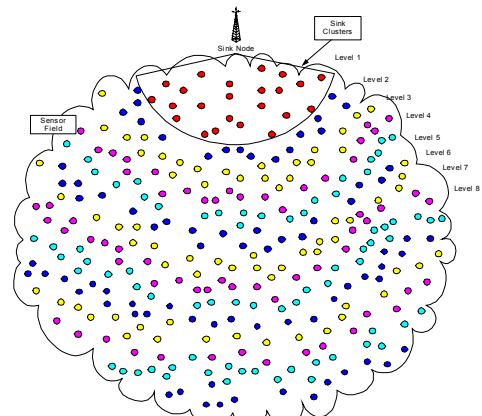 Sink
Clusters
Sink Node
Level 1
Level 2
Level 3
Level 4
Sensor
Field
Level 5
Level 6
Level 7
Level 8